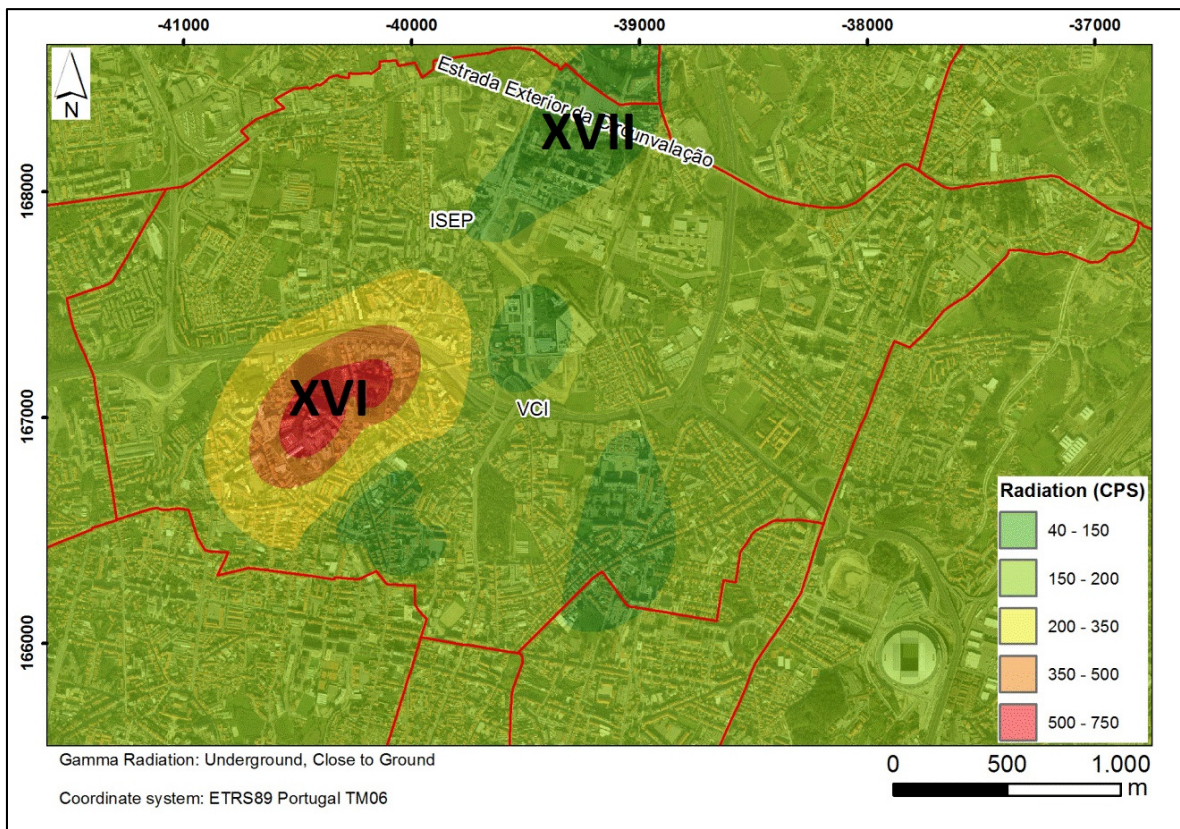 -41000 -40000 -39000 -38000 -37000
N
Estrada Exterior da Circunvalação
XVII
168000
ISEP
XVI
VCI
167000
166000
Radiation (CPS)
40 - 150
150 - 200
200 - 350
350 - 500
500 - 750
Gamma Radiation: Underground, Close to Ground
Coordinate system: ETRS89 Portugal TM06
0 500 1.000
m